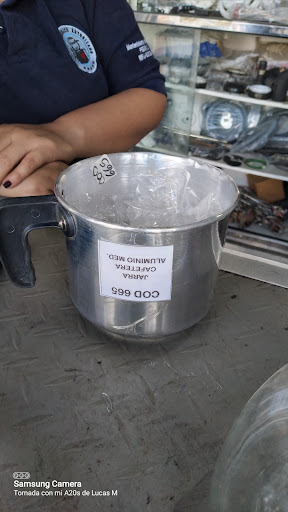 JARRA
CAFETERA
ALUMINIO MED.
COD 665
Samsung Camera
Tomada con mi A20s de Lucas M